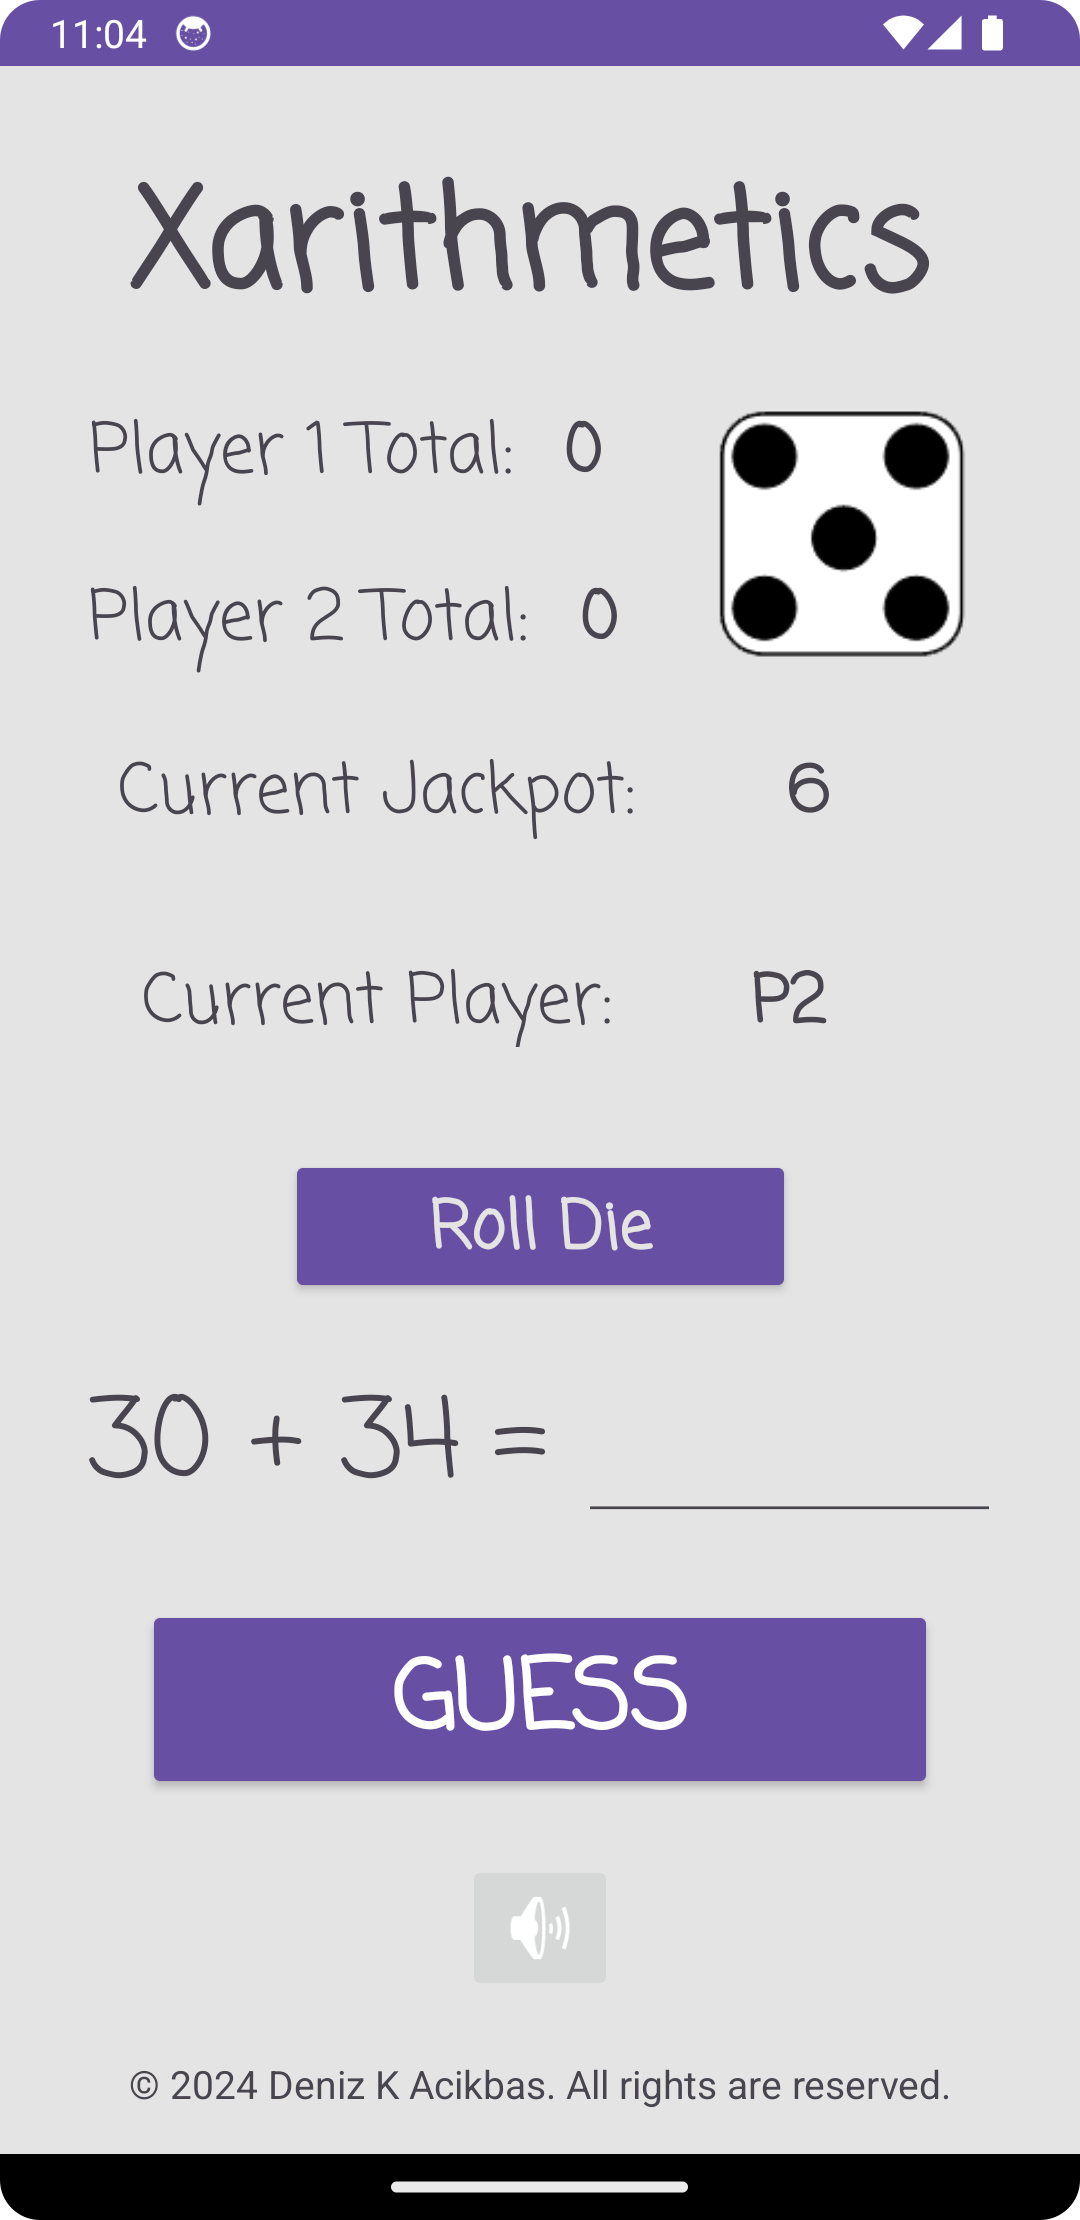 11:04
Xarithmetics
Player 1 Total: 0
Player 2 Total: 0
Current Jackpot: 6
Current Player: P2
Roll Die
30 + 34 =
GUESS
© 2024 Deniz K Acikbas. All rights are reserved.